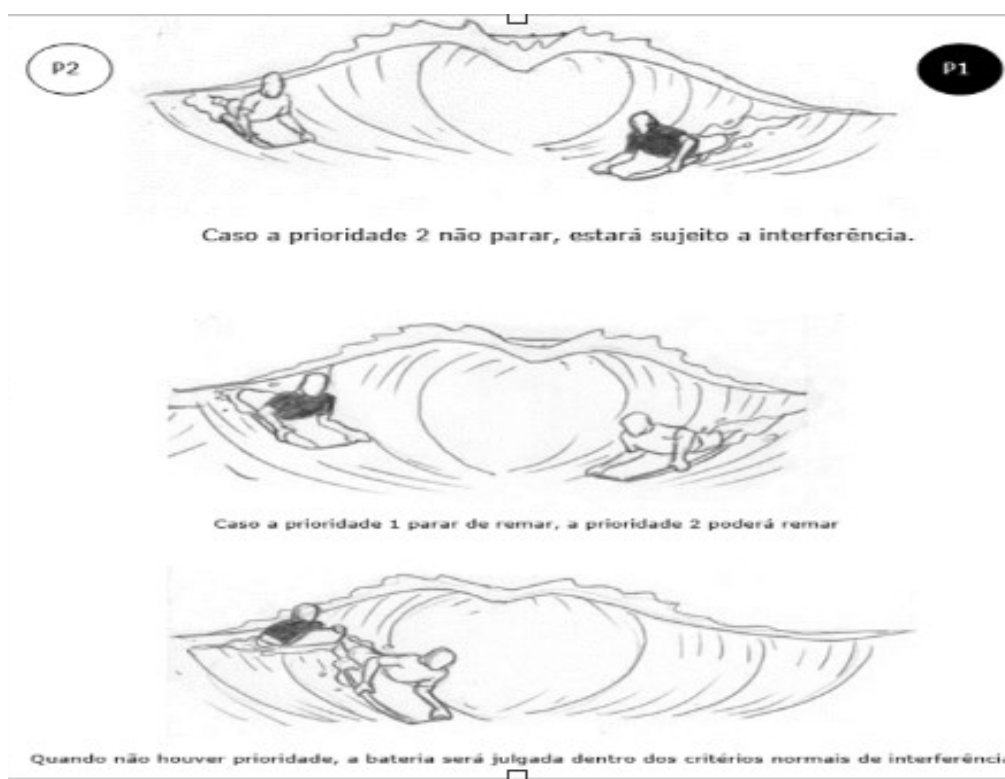 P2
P1
Caso a prioridade 2 não parar, estará sujeito a interferência.
Caso a prioridade 1 parar de remar, a prioridade 2 poderá remar
Quando não houver prioridade, a bateria será julgada dentro dos critérios normais de interferênci